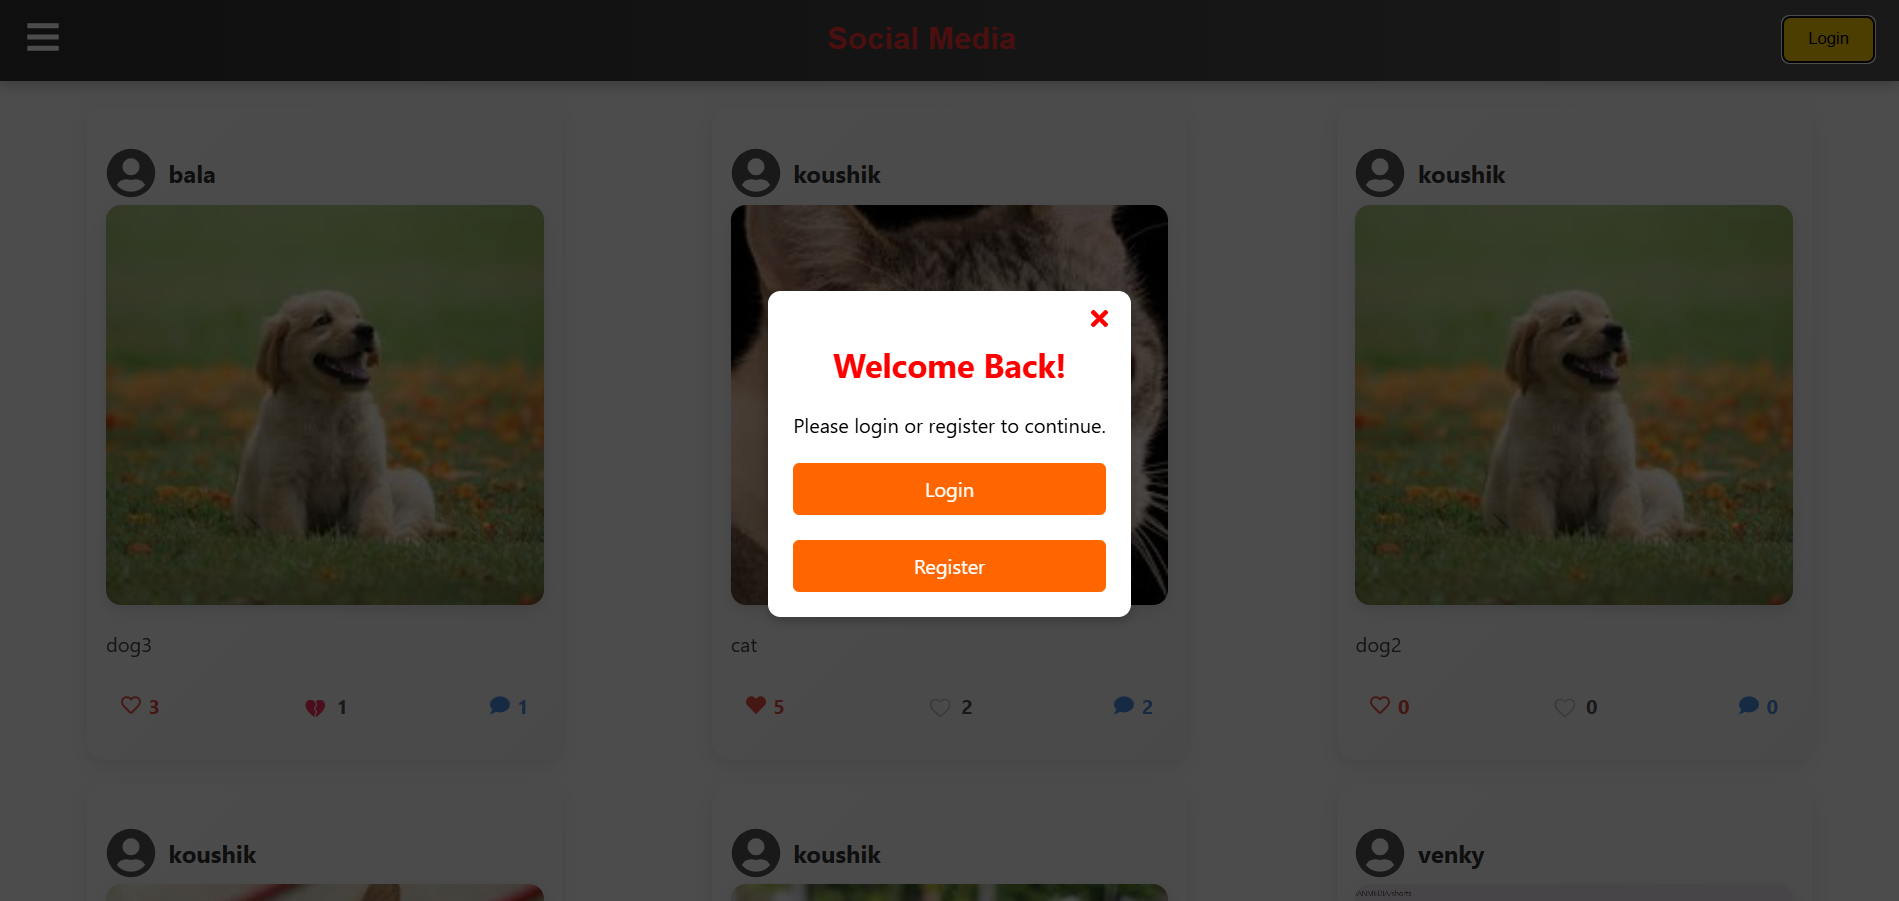 Social Media
Login
bala
koushik
koushik
Welcome Back!
Please login or register to continue.
Login
Register
dog3
cat
dog2
3
1
1
5
2
2
0
0
0
koushik
koushik
venky